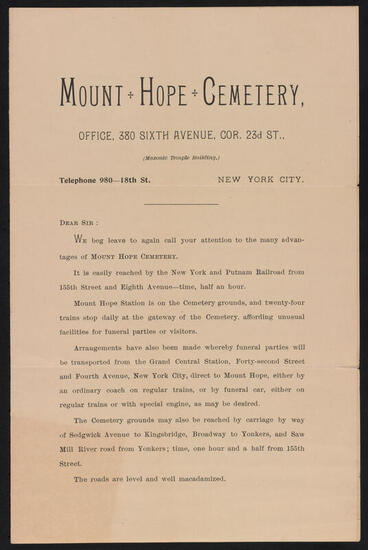 MOUNT ✢ HOPE ✢ CEMETERY,
OFFICE, 380 SIXTH AVENUE, COR. 23d ST.,
(Masonic Temple Building,)
Telephone 980—18th St. NEW YORK CITY.
DEAR SIR :
WE beg leave to again call your attention to the many advan-
tages of MOUNT HOPE CEMETERY.
It is easily reached by the New York and Putnam Railroad from
155th Street and Eighth Avenue—time, half an hour.
Mount Hope Station is on the Cemetery grounds, and twenty-four
trains stop daily at the gateway of the Cemetery, affording unusual
facilities for funeral parties or visitors.
Arrangements have also been made whereby funeral parties will
be transported from the Grand Central Station, Forty-second Street
and Fourth Avenue, New York City, direct to Mount Hope, either by
an ordinary coach on regular trains, or by funeral car, either on
regular trains or with special engine, as may be desired.
The Cemetery grounds may also be reached by carriage by way
of Sedgwick Avenue to Kingsbridge, Broadway to Yonkers, and Saw
Mill River road from Yonkers; time, one hour and a half from 155th
Street.
The roads are level and well macadamized.